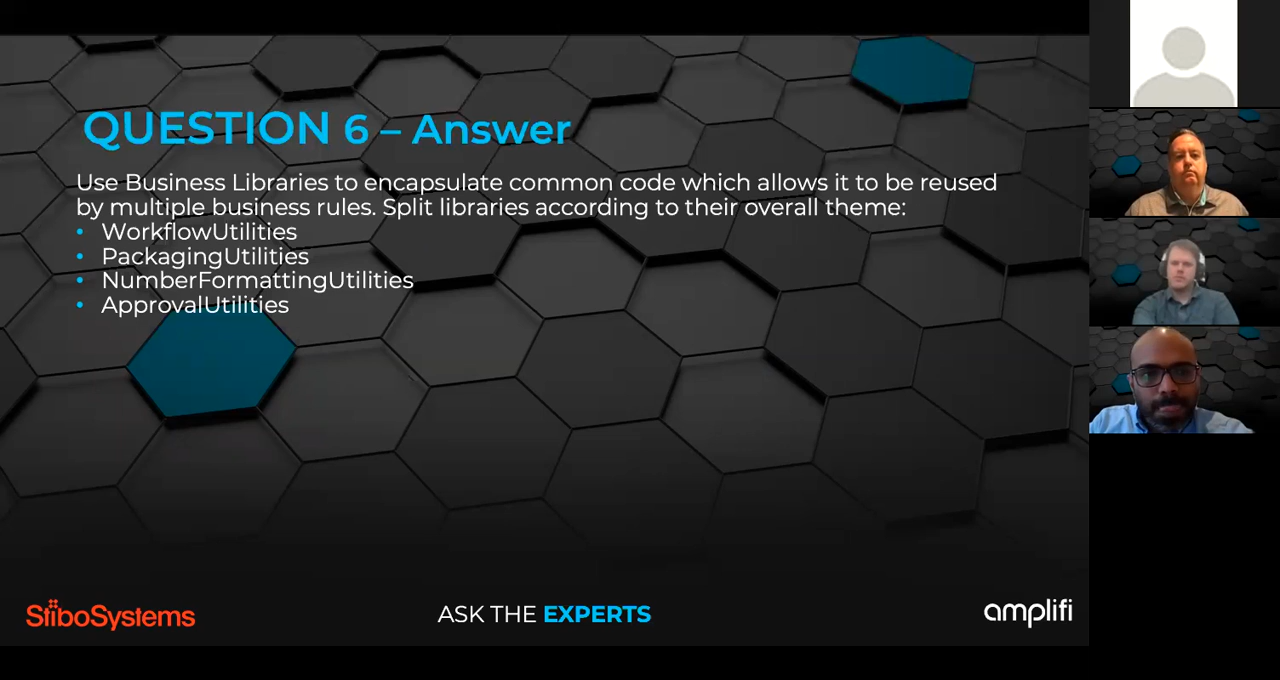 QUESTION 6 – Answer
Use Business Libraries to encapsulate common code which allows it to be reused
by multiple business rules. Split libraries according to their overall theme:
• WorkflowUtilities
• PackagingUtilities
• NumberFormattingUtilities
• ApprovalUtilities
StiboSystems
ASK THE EXPERTS
amplifi